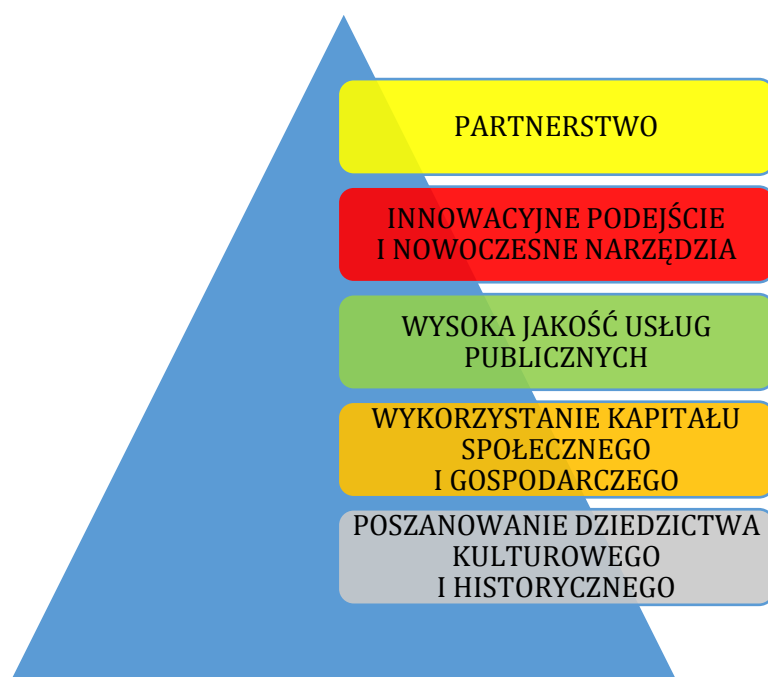 PARTNERSTWO
INNOWACYJNE PODEJŚCIE
I NOWOCZESNE NARZĘDZIA
WYSOKA JAKOŚĆ USŁUG
PUBLICZNYCH
WYKORZYSTANIE KAPITAŁU
SPOŁECZNEGO
I GOSPODARCZEGO
POSZANOWANIE DZIEDZICTWA
KULTUROWEGO
I HISTORYCZNEGO